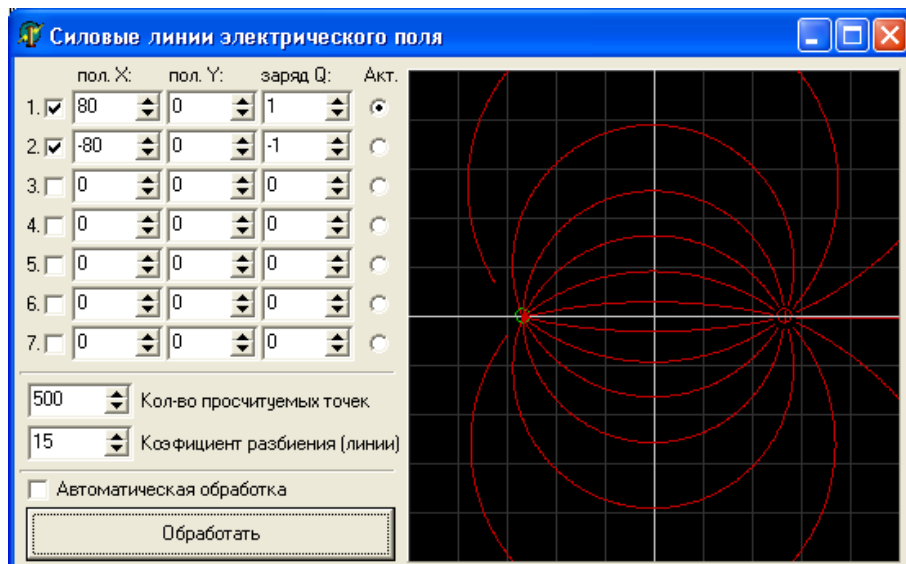 Силовые линии электрического поля
пол. X: пол. Y: заряд Q: Акт.
1. 80 0 1
2. -80 0 -1
3. 0 0 0
4. 0 0 0
5. 0 0 0
6. 0 0 0
7. 0 0 0
500 Кол-во просчитуемых точек
15 Коэфициент разбиения (линии)
Автоматическая обработка
Обработать